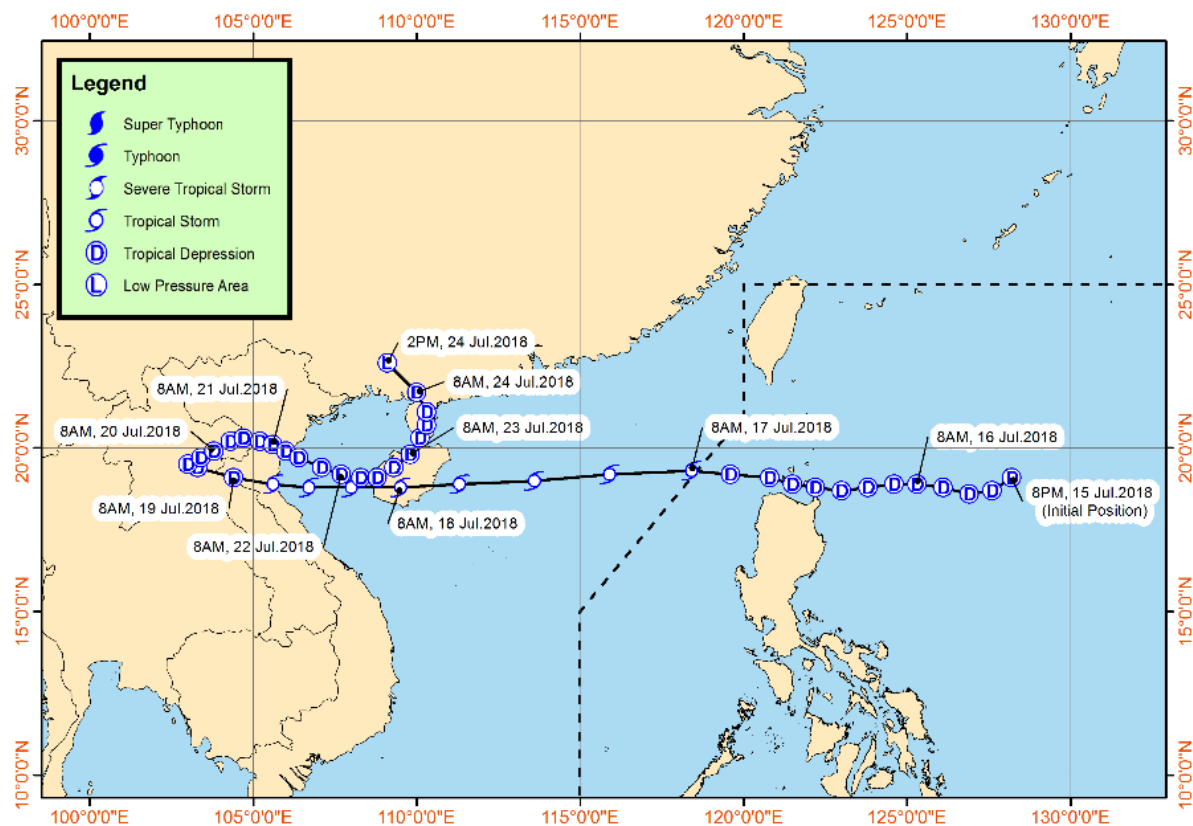 100°0'0"E 105°0'0"E 110°0'0"E 115°0'0"E 120°0'0"E 125°0'0"E 130°0'0"E
Legend
Super Typhoon
Typhoon
Severe Tropical Storm
Tropical Storm
D Tropical Depression
L Low Pressure Area
30°0'0"N 30°0'0"N
25°0'0"N 25°0'0"N
20°0'0"N 20°0'0"N
15°0'0"N 15°0'0"N
10°0'0"N 10°0'0"N
2PM, 24 Jul.2018
8AM, 24 Jul.2018
8AM, 21 Jul.2018
8AM, 20 Jul.2018
8AM, 23 Jul.2018
8AM, 17 Jul.2018
8AM, 16 Jul.2018
8AM, 19 Jul.2018
8AM, 18 Jul.2018
8PM, 15 Jul.2018
(Initial Position)
8AM, 22 Jul.2018
100°0'0"E 105°0'0"E 110°0'0"E 115°0'0"E 120°0'0"E 125°0'0"E 130°0'0"E